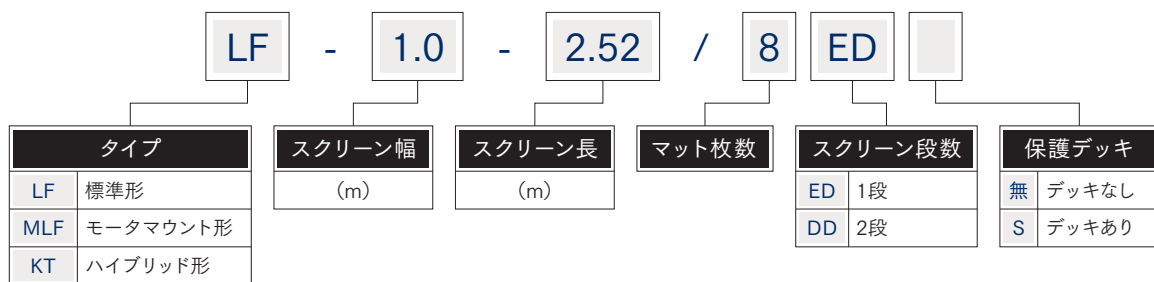 LF - 1.0 - 2.52 / 8 ED
タイプ スクリーン幅 スクリーン長 マット枚数 スクリーン段数 保護デッキ
LF 標準形 (m) (m) ED 1段 無 デッキなし
MLF モータマウント形 DD 2段 S デッキあり
KT ハイブリッド形